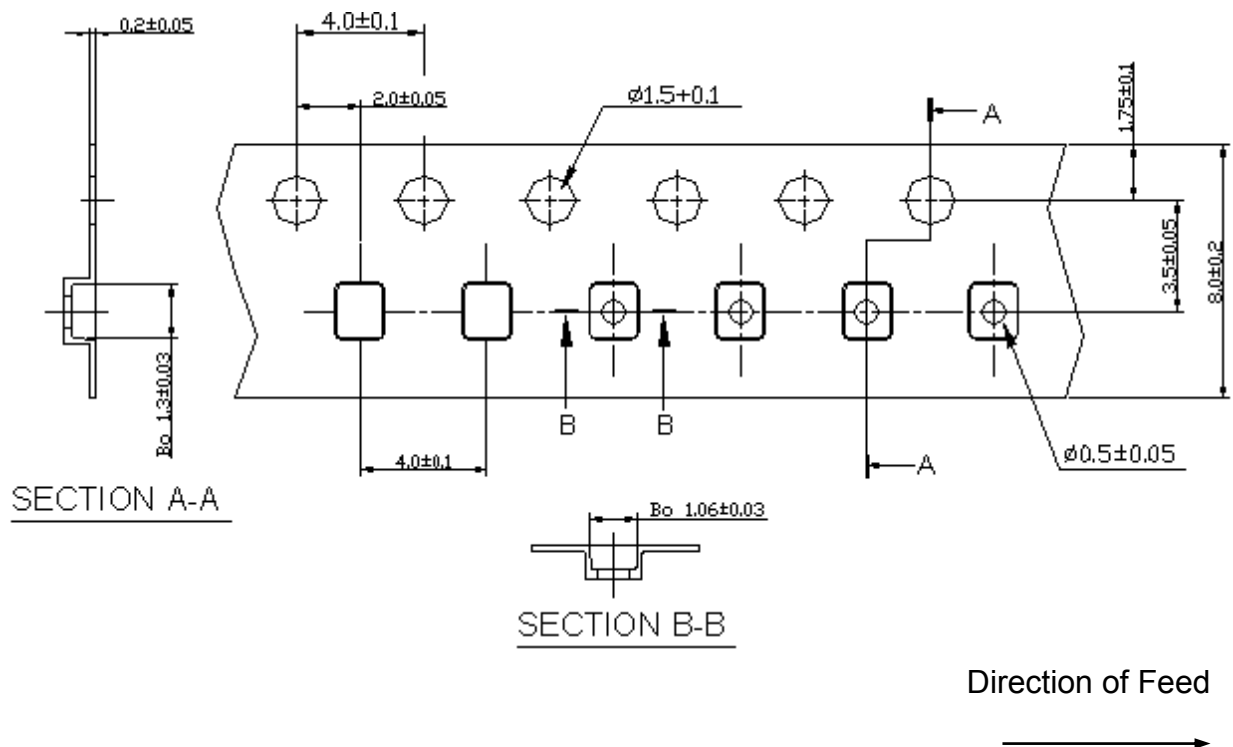 0.2±0.05
4.0±0.1
2.0±0.05
Ø1.5+0.1
A
1.75±0.1
3.5±0.05
8.0±0.2
Bo 1.3±0.03
B
B
4.0±0.1
A
Ø0.5±0.05
SECTION A-A
Bo 1.06±0.03
SECTION B-B
Direction of Feed